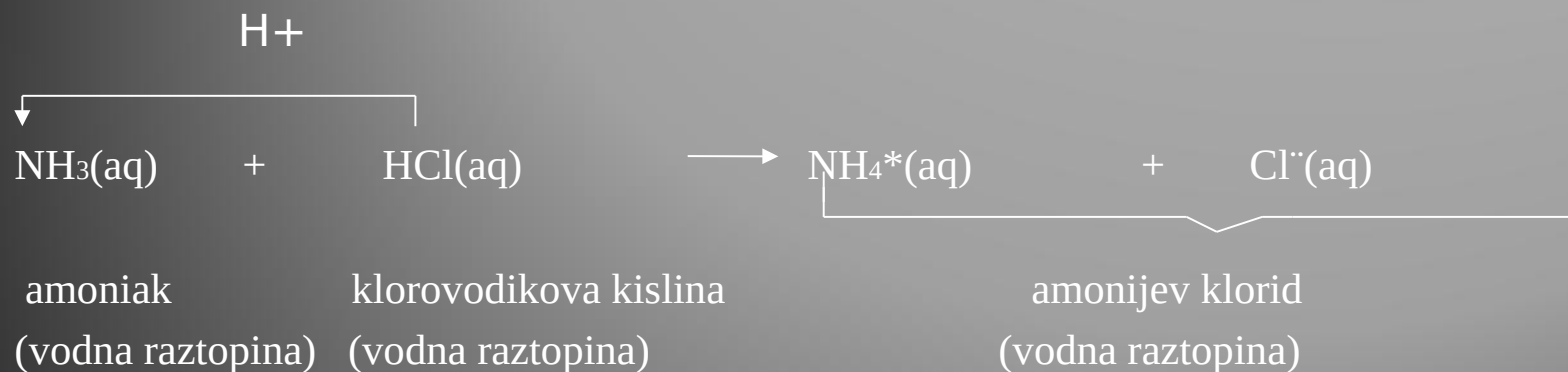 H+
NH₃(aq) + HCl(aq) → NH₄*(aq) + Cl¨(aq)
amoniak klorovodikova kislina amonijev klorid
(vodna raztopina) (vodna raztopina) (vodna raztopina)